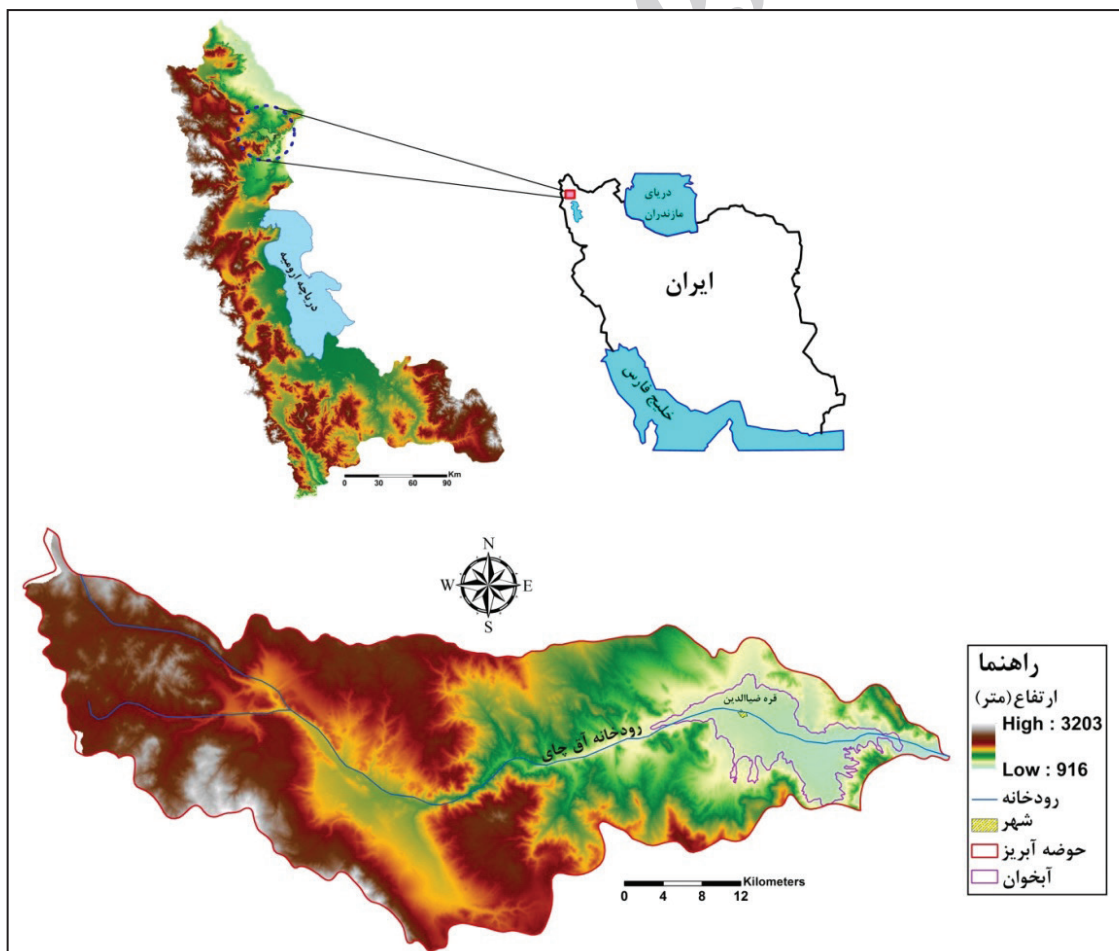 دریای
مازندران
ایران
خلیج فارس
دریاچه ارومیه
Km
0 30 60 90
N
W E
S
قره ضیاالدین
رودخانه آق چای
Kilometers
0 4 8 12
راهنما
ارتفاع (متر)
High : 3203
Low : 916
رودخانه
شهر
حوضه آبریز
آبخوان